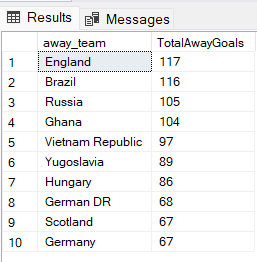 Results Messages
away_team TotalAwayGoals
1 England 117
2 Brazil 116
3 Russia 105
4 Ghana 104
5 Vietnam Republic 97
6 Yugoslavia 89
7 Hungary 86
8 German DR 68
9 Scotland 67
10 Germany 67